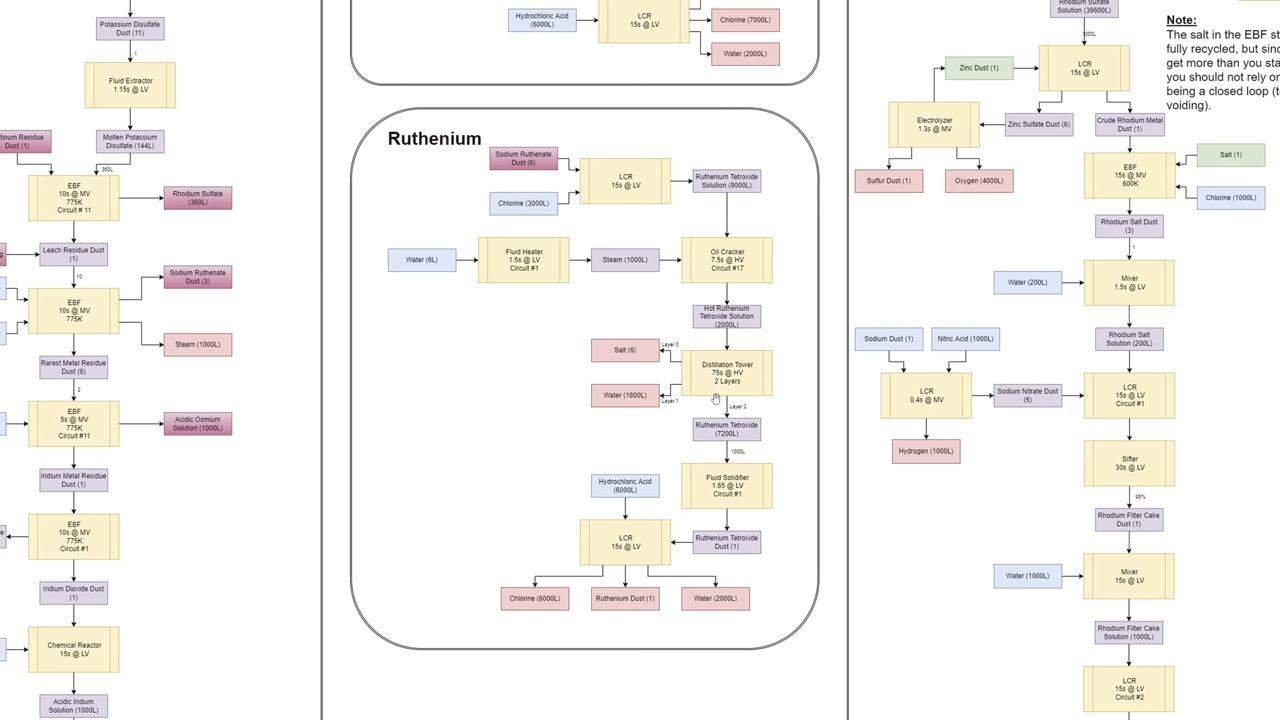 Potassium Disulfate
Dust (11)
1
Fluid Extractor
1.15s @ LV
Residue
Dust (1)
Molten Potassium
Disulfate (144L)
360L
EBF
10s @ MV
775K
Circuit # 11
Rhodium Sulfate
(360L)
Leach Residue Dust
(1)
10
Sodium Ruthenate
Dust (3)
EBF
10s @ MV
775K
Steam (1000L)
Rarest Metal Residue
Dust (6)
2
EBF
5s @ MV
775K
Circuit #11
Acidic Osmium
Solution (1000L)
Iridium Metal Residue
Dust (1)
EBF
10s @ MV
775K
Circuit #1
Iridium Dioxide Dust
(1)
Chemical Reactor
15s @ LV
Acidic Iridium
Solution (1000L)
Hydrochloric Acid
(6000L)
LCR
15s @ LV
Chlorine (7000L)
Water (2000L)
Ruthenium
Sodium Ruthenate
Dust (6)
Chlorine (3000L)
LCR
15s @ LV
Ruthenium Tetroxide
Solution (9000L)
Water (6L)
Fluid Heater
1.5s @ LV
Circuit #1
Steam (1000L)
Oil Cracker
7.5s @ HV
Circuit #17
Hot Ruthenium
Tetroxide Solution
(2000L)
Salt (6)
Layer 0
Distillation Tower
75s @ HV
2 Layers
Water (1800L)
Layer 1
Layer 2
Ruthenium Tetroxide
(7200L)
1000L
Fluid Solidifier
1.65 @ LV
Circuit #1
Hydrochloric Acid
(6000L)
LCR
15s @ LV
Ruthenium Tetroxide
Dust (1)
Chlorine (6000L)
Ruthenium Dust (1)
Water (2000L)
Rhodium Sulfate
Solution (39600L)
1000L
Note:
The salt in the EBF
fully recycled, but
get more than you
you should not rely
being a closed loop
voiding).
Zinc Dust (1)
LCR
15s @ LV
Electrolyzer
1.3s @ MV
Zinc Sulfate Dust (6)
Crude Rhodium Metal
Dust (1)
Sulfur Dust (1)
Oxygen (4000L)
EBF
15s @ MV
600K
Salt (1)
Chlorine (1000L)
Rhodium Salt Dust
(3)
1
Water (200L)
Mixer
1.5s @ LV
Rhodium Salt
Solution (200L)
Sodium Dust (1)
Nitric Acid (1000L)
LCR
0.4s @ MV
Sodium Nitrate Dust
(5)
LCR
15s @ LV
Circuit #1
Hydrogen (1000L)
Sifter
30s @ LV
95%
Rhodium Filter Cake
Dust (1)
Water (1000L)
Mixer
15s @ LV
Rhodium Filter Cake
Solution (1000L)
LCR
15s @ LV
Circuit #2